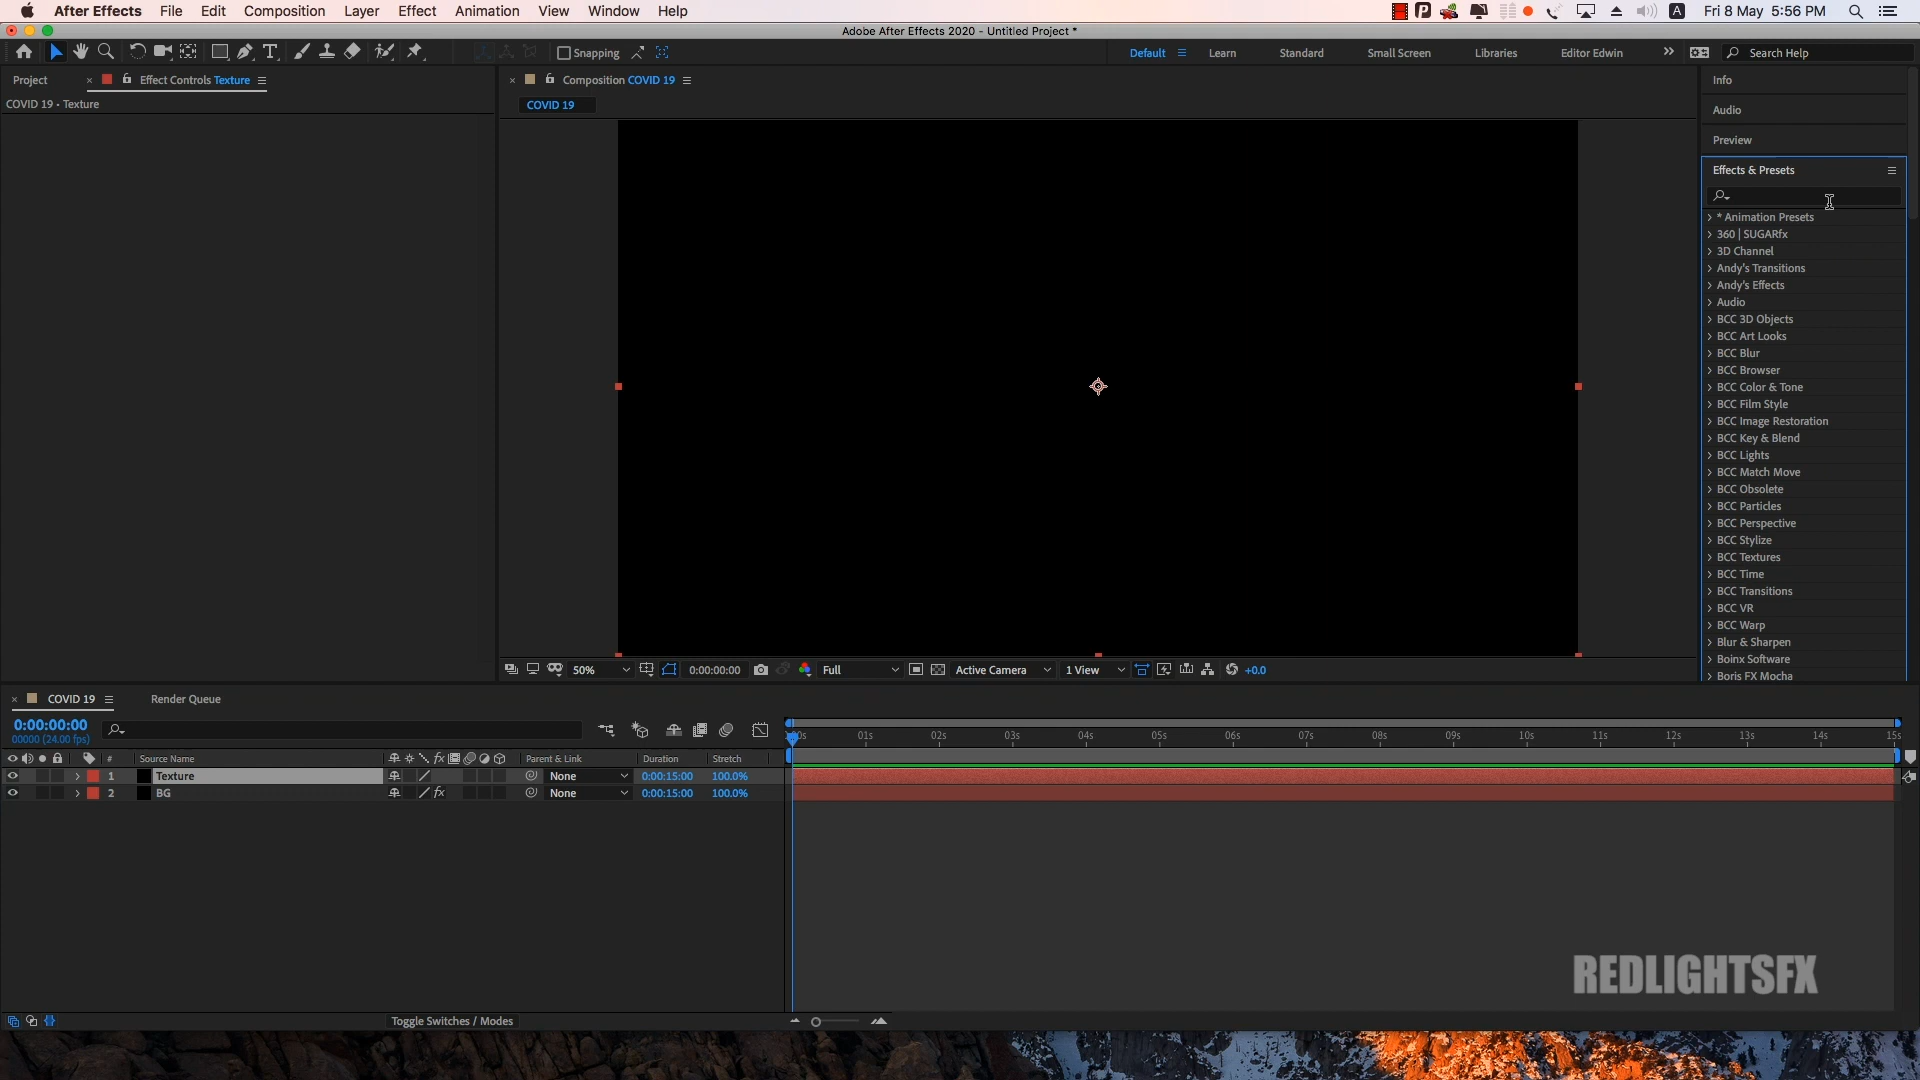 After Effects File Edit Composition Layer Effect Animation View Window Help
A Fri 8 May 5:56 PM
Adobe After Effects 2020 - Untitled Project *
Snapping
Default Learn Standard Small Screen Libraries Editor Edwin
Search Help
Project
Effect Controls Texture
COVID 19 • Texture
Composition COVID 19
COVID 19
Info
Audio
Preview
Effects & Presets
* Animation Presets
360 | SUGARfx
3D Channel
Andy's Transitions
Andy's Effects
Audio
BCC 3D Objects
BCC Art Looks
BCC Blur
BCC Browser
BCC Color & Tone
BCC Film Style
BCC Image Restoration
BCC Key & Blend
BCC Lights
BCC Match Move
BCC Obsolete
BCC Particles
BCC Perspective
BCC Stylize
BCC Textures
BCC Time
BCC Transitions
BCC VR
BCC Warp
Blur & Sharpen
Boinx Software
Boris FX Mocha
50% 0:00:00:00 Full Active Camera 1 View +0.0
COVID 19
Render Queue
0:00:00:00
00000 (24.00 fps)
01s 02s 03s 04s 05s 06s 07s 08s 09s 10s 11s 12s 13s 14s 15s
# Source Name fx Parent & Link Duration Stretch
1 Texture None 0:00:15:00 100.0%
2 BG fx None 0:00:15:00 100.0%
REDLIGHTSFX
Toggle Switches / Modes